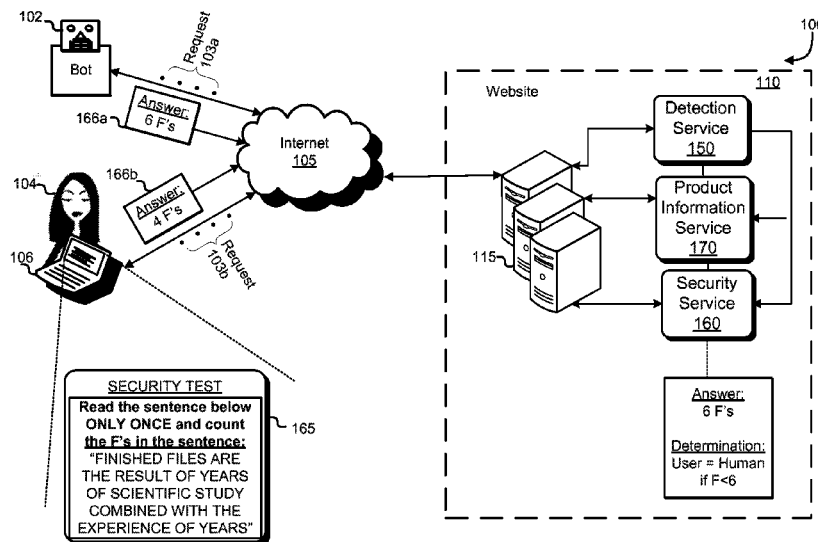 102
Bot
Request
103a
Answer:
6 F's
166a
Internet
105
104
166b
Answer:
4 F's
Request
103b
106
SECURITY TEST
Read the sentence below
ONLY ONCE and count
the F's in the sentence:
"FINISHED FILES ARE
THE RESULT OF YEARS
OF SCIENTIFIC STUDY
COMBINED WITH THE
EXPERIENCE OF YEARS"
165
110
Website
Detection
Service
150
Product
Information
Service
170
115
Security
Service
160
Answer:
6 F's
Determination:
User = Human
if F<6